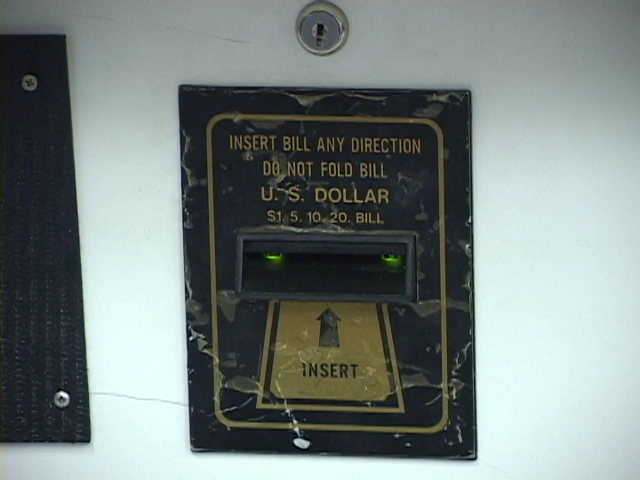 INSERT BILL ANY DIRECTION
DO NOT FOLD BILL
U. S. DOLLAR
$1. 5. 10. 20. BILL
INSERT